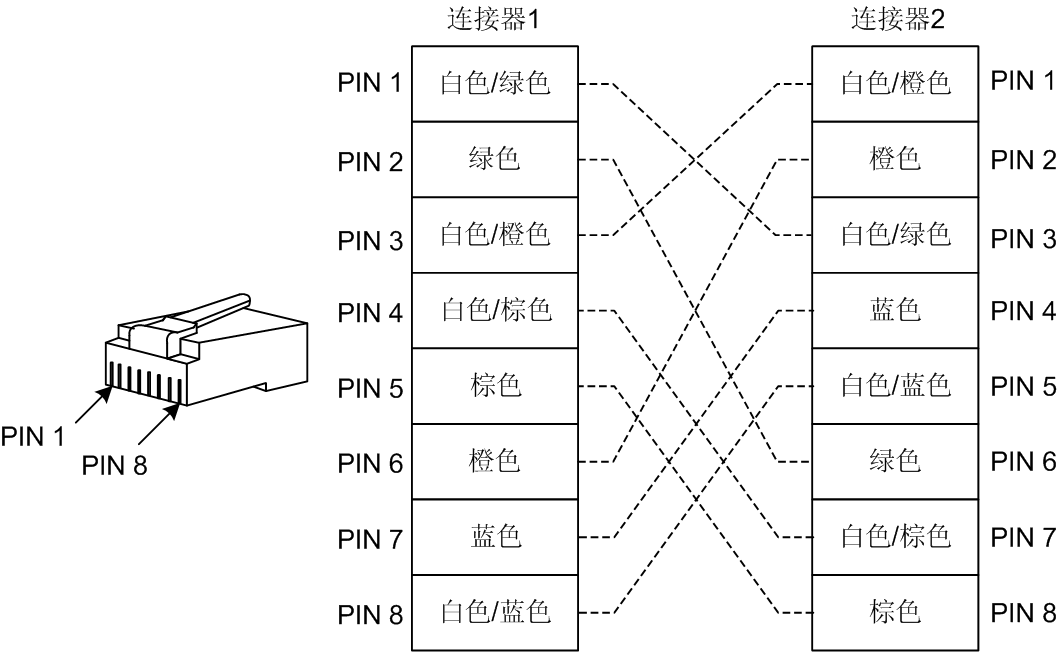 连接器1 连接器2
PIN 1 白色/绿色 白色/橙色 PIN 1
PIN 2 绿色 橙色 PIN 2
PIN 3 白色/橙色 白色/绿色 PIN 3
PIN 4 白色/棕色 蓝色 PIN 4
PIN 5 棕色 白色/蓝色 PIN 5
PIN 6 橙色 绿色 PIN 6
PIN 7 蓝色 白色/棕色 PIN 7
PIN 8 白色/蓝色 棕色 PIN 8
PIN 1
PIN 8